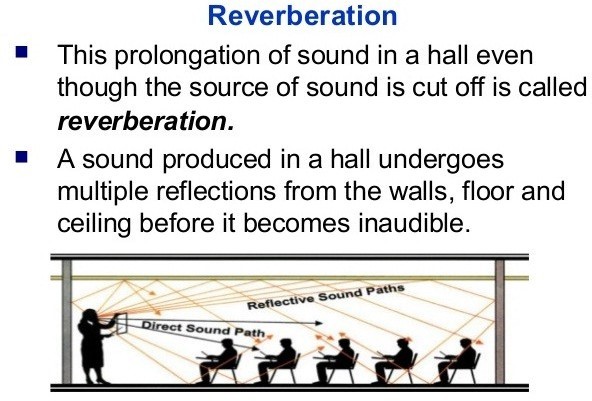 Reverberation
This prolongation of sound in a hall even
though the source of sound is cut off is called
reverberation.
A sound produced in a hall undergoes
multiple reflections from the walls, floor and
ceiling before it becomes inaudible.
Reflective Sound Paths
Direct Sound Path